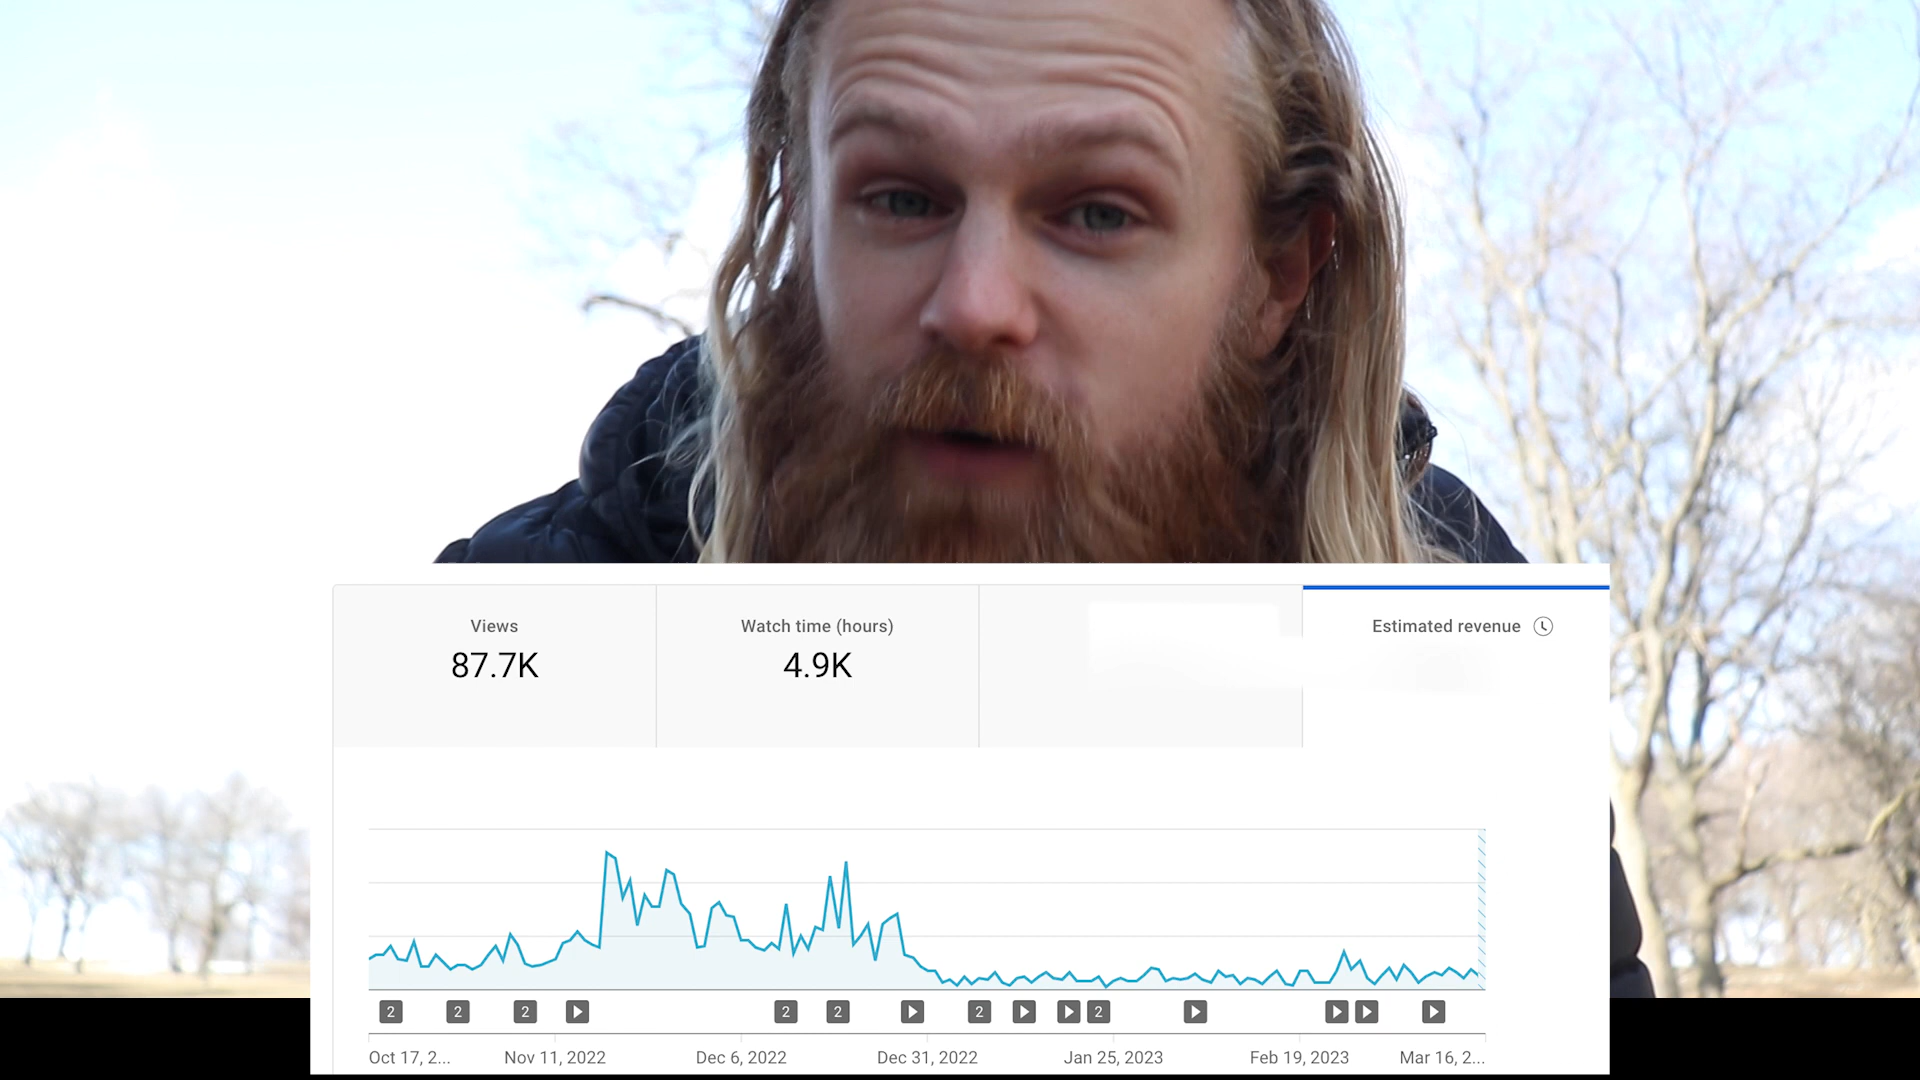 Views
87.7K
Watch time (hours)
4.9K
Estimated revenue
2 2 2 2 2 2 2
Oct 17, 2... Nov 11, 2022 Dec 6, 2022 Dec 31, 2022 Jan 25, 2023 Feb 19, 2023 Mar 16, 2...